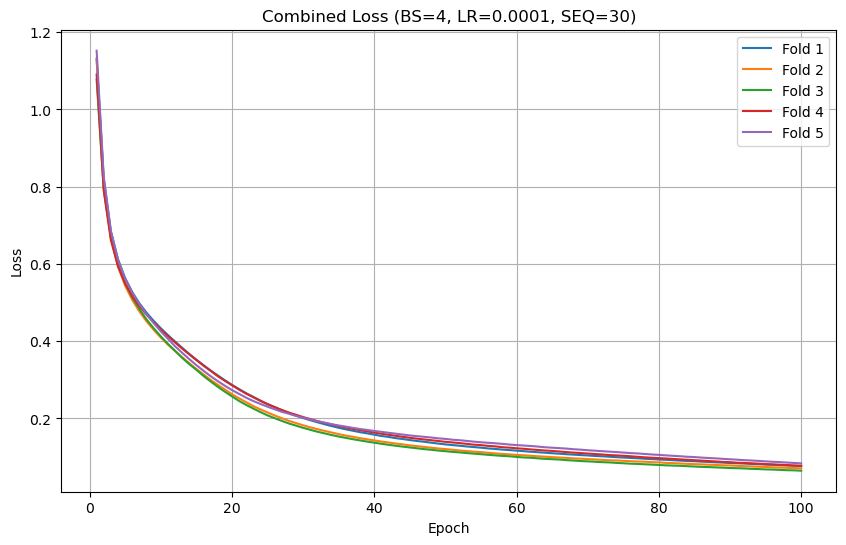 Combined Loss (BS=4, LR=0.0001, SEQ=30)
Fold 1
Fold 2
Fold 3
Fold 4
Fold 5
Loss
1.2
1.0
0.8
0.6
0.4
0.2
0
20
40
60
80
100
Epoch